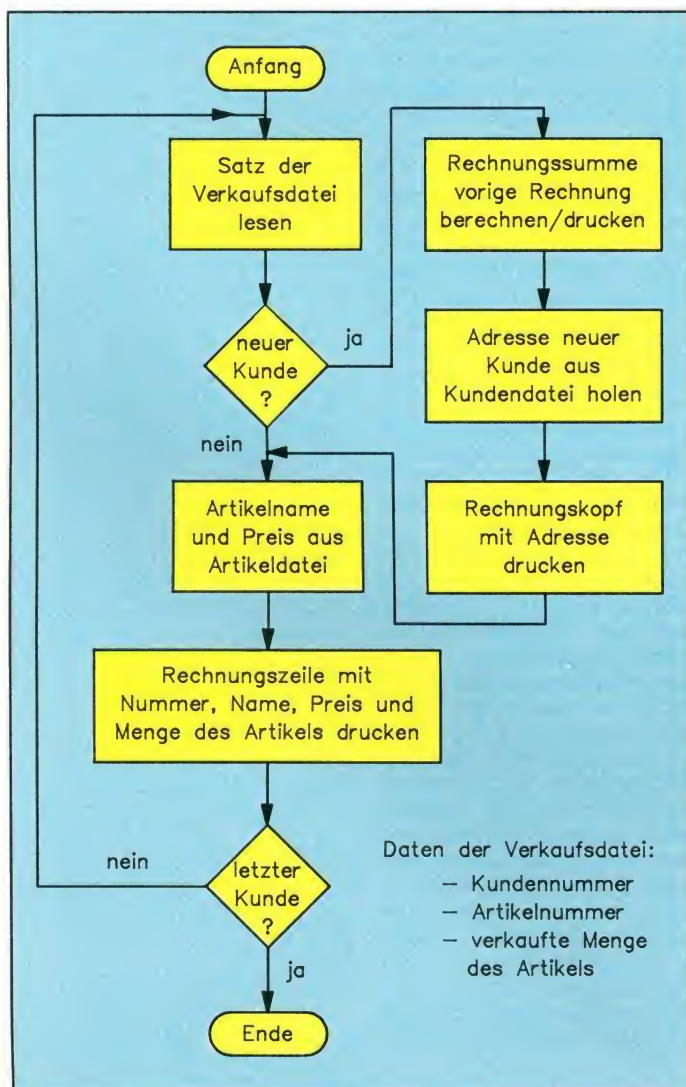 Anfang
Satz der
Verkaufsdatei
lesen
neuer
Kunde
?
ja
nein
Rechnungssumme
vorige Rechnung
berechnen/drucken
Adresse neuer
Kunde aus
Kundendatei holen
Rechnungskopf
mit Adresse
drucken
Artikelname
und Preis aus
Artikeldatei
Rechnungszeile mit
Nummer, Name, Preis und
Menge des Artikels drucken
letzter
Kunde
?
nein
ja
Ende
Daten der Verkaufsdatei:
– Kundennummer
– Artikelnummer
– verkaufte Menge
des Artikels